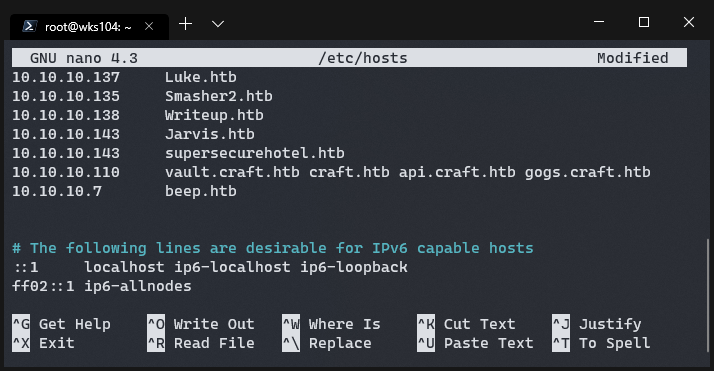 root@wks104: ~
GNU nano 4.3 /etc/hosts Modified
10.10.10.137 Luke.htb
10.10.10.135 Smasher2.htb
10.10.10.138 Writeup.htb
10.10.10.143 Jarvis.htb
10.10.10.143 supersecurehotel.htb
10.10.10.110 vault.craft.htb craft.htb api.craft.htb gogs.craft.htb
10.10.10.7 beep.htb
# The following lines are desirable for IPv6 capable hosts
::1 localhost ip6-localhost ip6-loopback
ff02::1 ip6-allnodes
^G Get Help ^O Write Out ^W Where Is ^K Cut Text ^J Justify
^X Exit ^R Read File ^\ Replace ^U Paste Text ^T To Spell